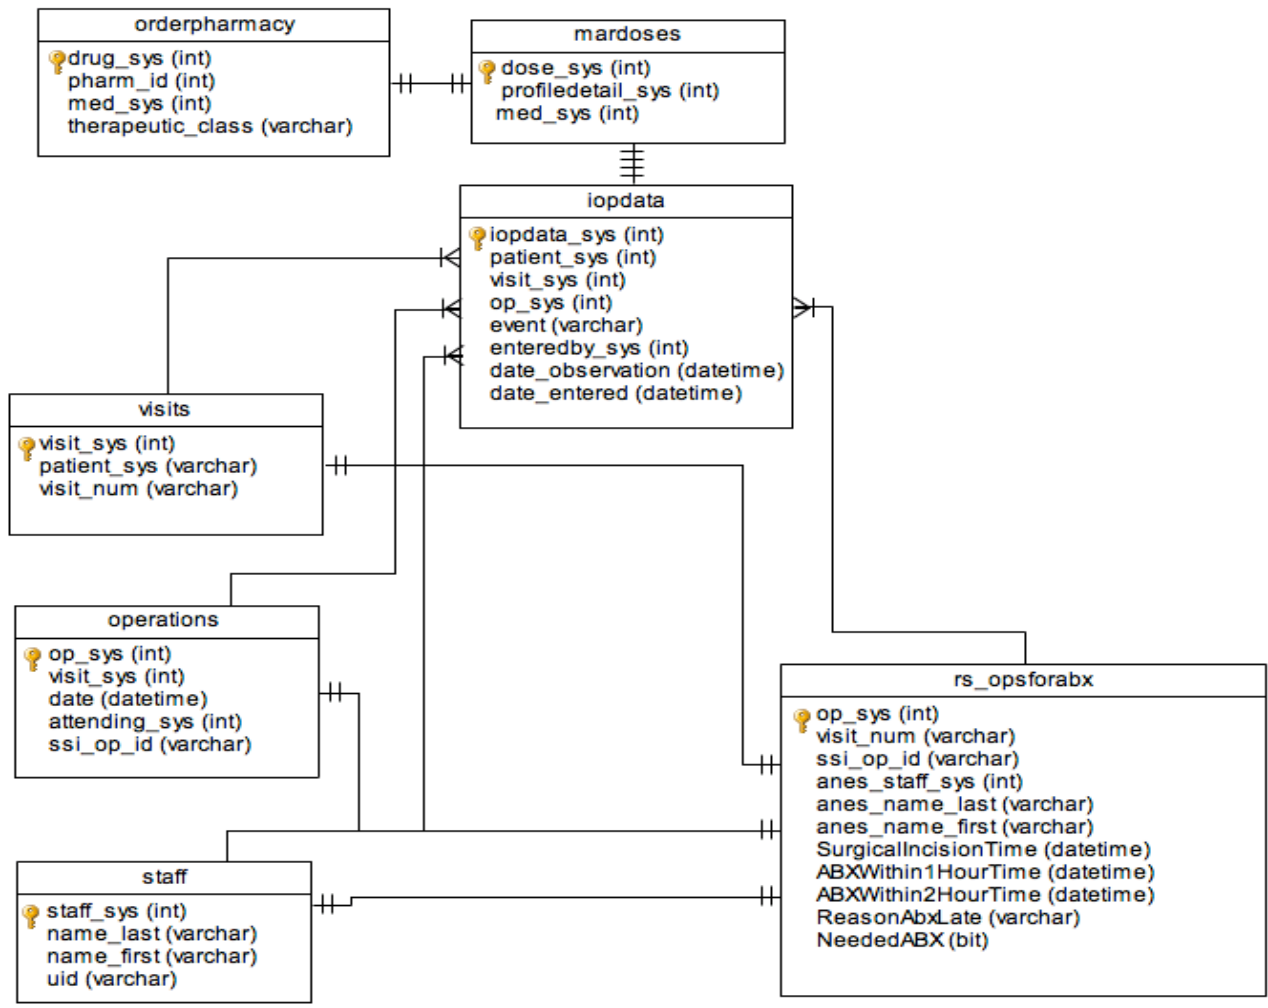 orderpharmacy
drug_sys (int)
pharm_id (int)
med_sys (int)
therapeutic_class (varchar)
mardoses
dose_sys (int)
profiledetail_sys (int)
med_sys (int)
iopdata
iopdata_sys (int)
patient_sys (int)
visit_sys (int)
op_sys (int)
event (varchar)
enteredby_sys (int)
date_observation (datetime)
date_entered (datetime)
visits
visit_sys (int)
patient_sys (varchar)
visit_num (varchar)
operations
op_sys (int)
visit_sys (int)
date (datetime)
attending_sys (int)
ssi_op_id (varchar)
rs_opsforabx
op_sys (int)
visit_num (varchar)
ssi_op_id (varchar)
anes_staff_sys (int)
anes_name_last (varchar)
anes_name_first (varchar)
SurgicalIncisionTime (datetime)
ABXWithin1HourTime (datetime)
ABXWithin2HourTime (datetime)
ReasonAbxLate (varchar)
NeededABX (bit)
staff
staff_sys (int)
name_last (varchar)
name_first (varchar)
uid (varchar)